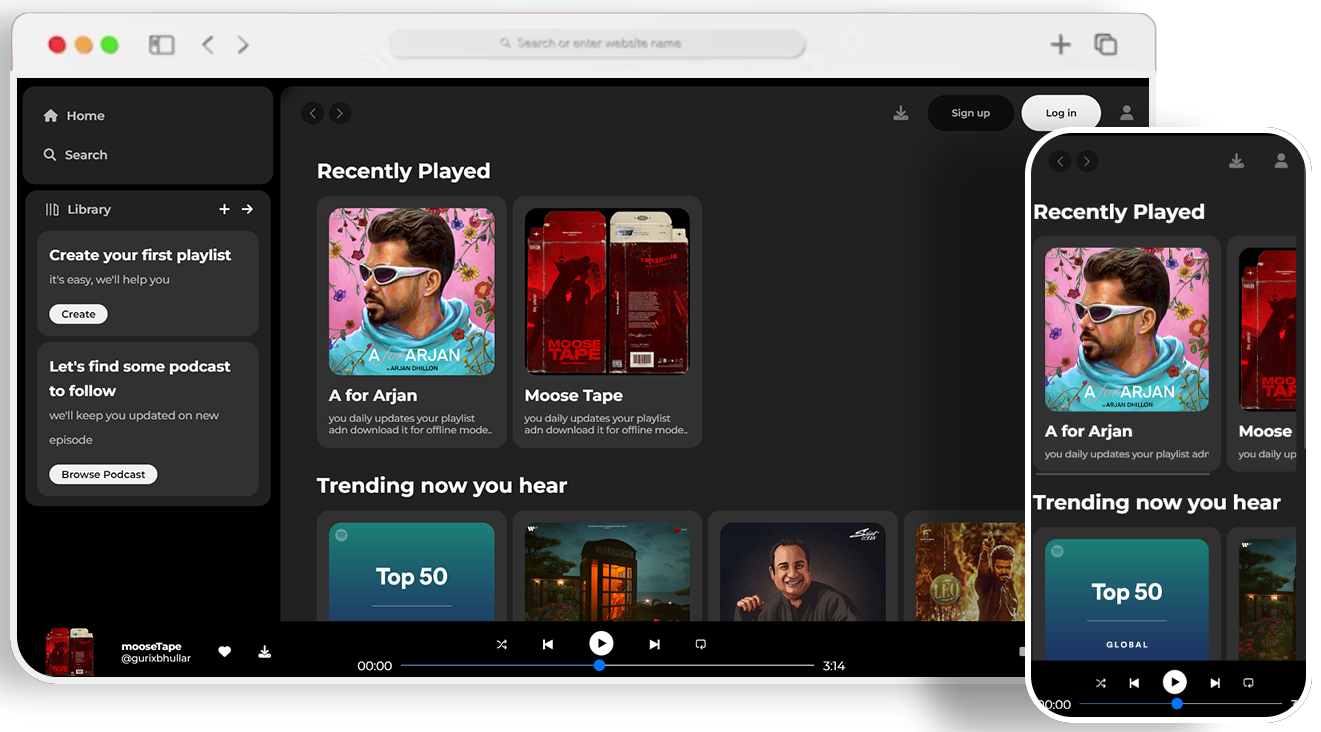 Search or enter website name
Home
Search
Library
Create your first playlist
it's easy, we'll help you
Create
Let's find some podcast
to follow
we'll keep you updated on new
episode
Browse Podcast
Sign up
Log in
Recently Played
A for ARJAN
ARJAN DHILLON
A for Arjan
you daily updates your playlist
adn download it for offline mode..
MOOSE
TAPE
Moose Tape
you daily updates your playlist
adn download it for offline mode..
Trending now you hear
Top 50
TELEPHONE
LEO
mooseTape
@gurixbhullar
00:00
3:14
Recently Played
A for ARJAN
ARJAN DHILLON
A for Arjan
you daily updates your playlist adn
Moose
you daily up
Trending now you hear
Top 50
GLOBAL
00:00